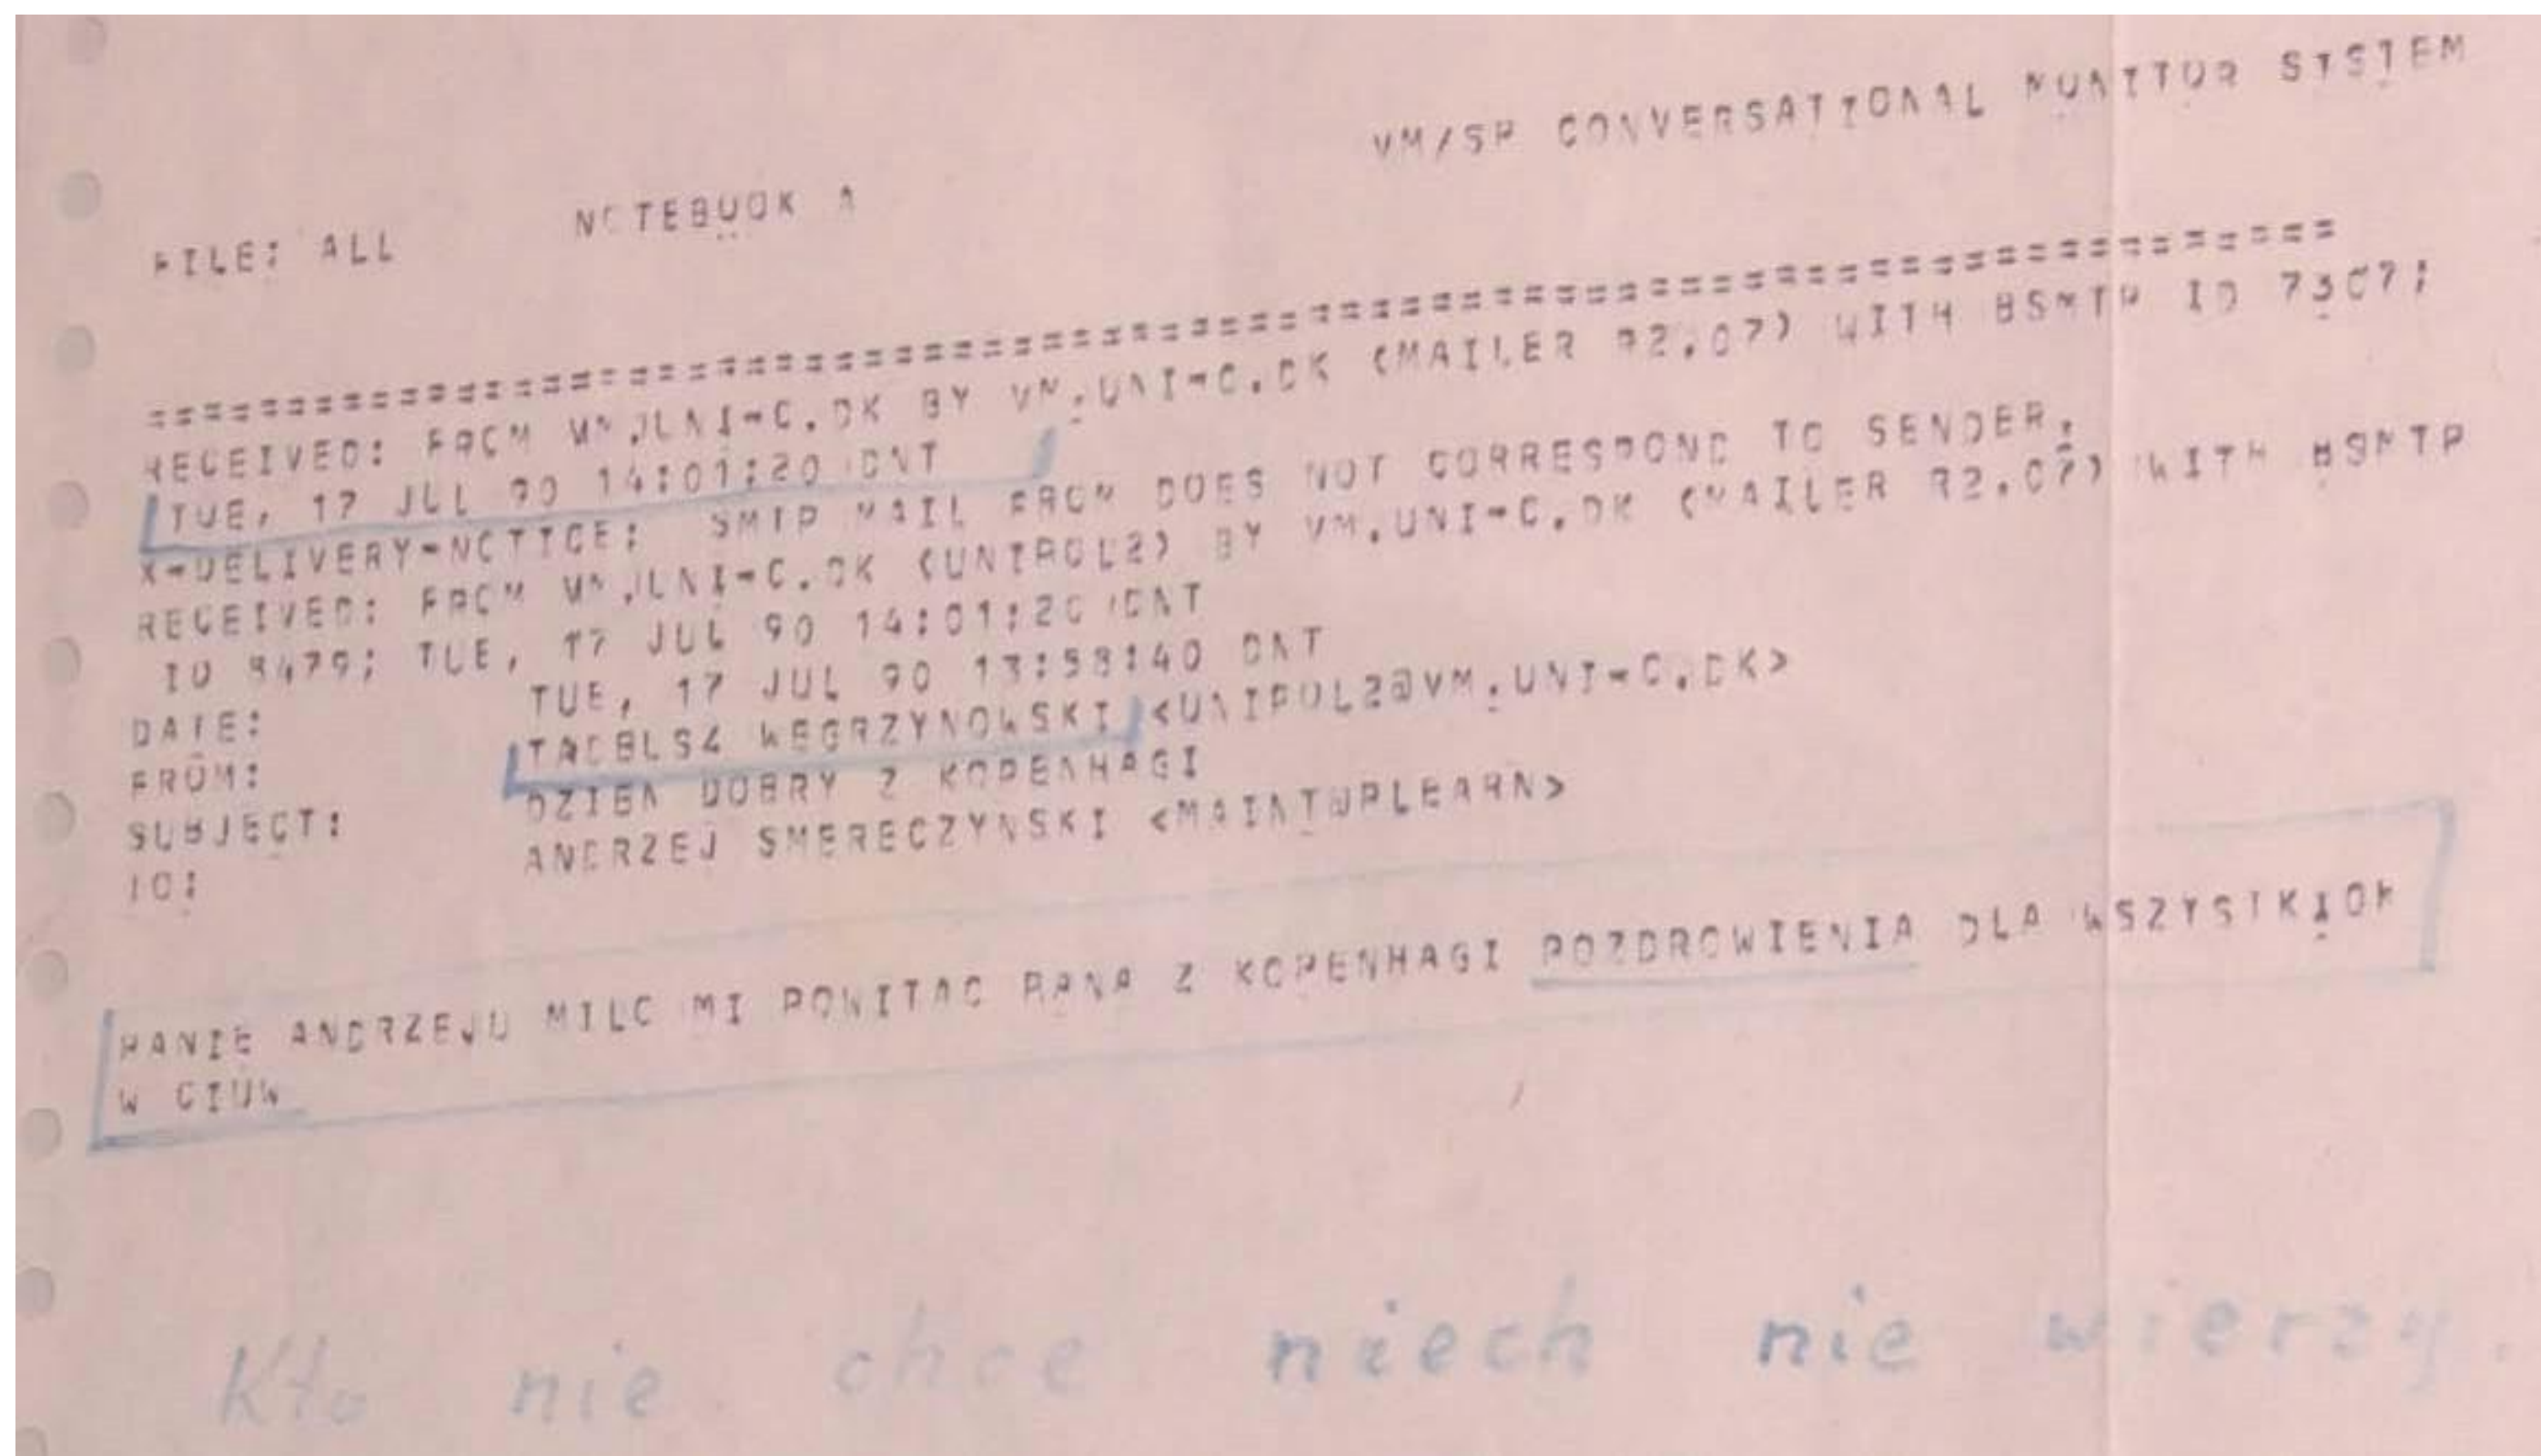 VM/SP CONVERSATIONAL MONITOR SYSTEM
FILE: ALL NOTEBOOK A
================================================================
RECEIVED: FROM VM.UNI-C.DK BY VM.UNI-C.DK (MAILER R2.07) WITH BSMTP ID 7307;
TUE, 17 JUL 90 14:01:20 DNT
X-DELIVERY-NOTICE: SMTP MAIL FROM DOES NOT CORRESPOND TO SENDER.
RECEIVED: FROM VM.UNI-C.DK (UNIPOL2) BY VM.UNI-C.DK (MAILER R2.07) WITH BSMTP
ID 8479; TUE, 17 JUL 90 14:01:20 DNT
DATE: TUE, 17 JUL 90 13:58:40 DNT
FROM: TADEUSZ WEGRZYNOWSKI <UNIPOL2@VM.UNI-C.DK>
SUBJECT: DZIEN DOBRY Z KOPENHAGI
TO: ANDRZEJ SMERECZYNSKI <MAINT@PLEARN>
PANIE ANDRZEJU MILO MI POWITAC PANA Z KOPENHAGI POZDROWIENIA DLA WSZYSTKICH
W CIUW
Kto nie chce niech nie wierzy.